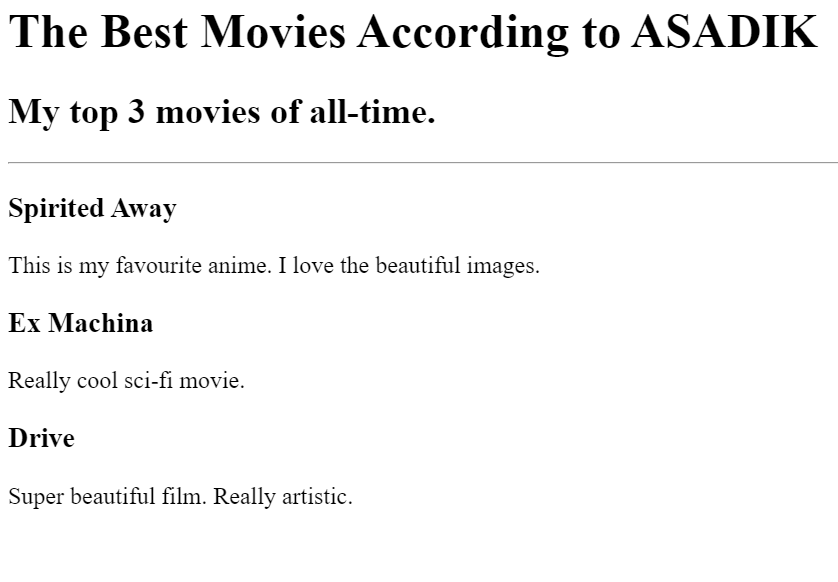 The Best Movies According to ASADIK
My top 3 movies of all-time.
Spirited Away
This is my favourite anime. I love the beautiful images.
Ex Machina
Really cool sci-fi movie.
Drive
Super beautiful film. Really artistic.